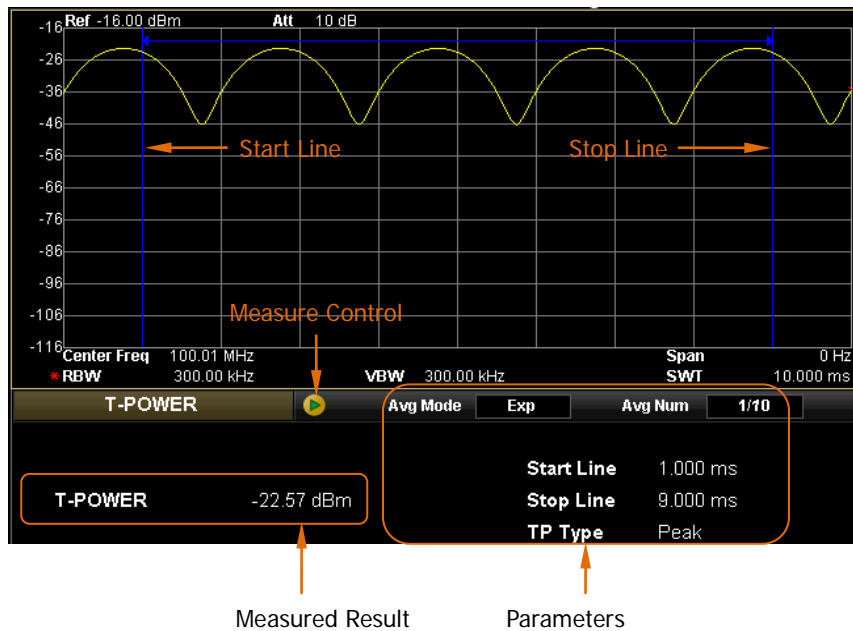 Ref -16.00 dBm Att 10 dB
-16
-26
-36
-46
-56
-66
-76
-86
-96
-106
-116
Start Line
Stop Line
Measure Control
Center Freq 100.01 MHz Span 0 Hz
*RBW 300.00 kHz VBW 300.00 kHz SWT 10.000 ms
T-POWER Avg Mode Exp Avg Num 1/10
Start Line 1.000 ms
T-POWER -22.57 dBm Stop Line 9.000 ms
TP Type Peak
Measured Result Parameters